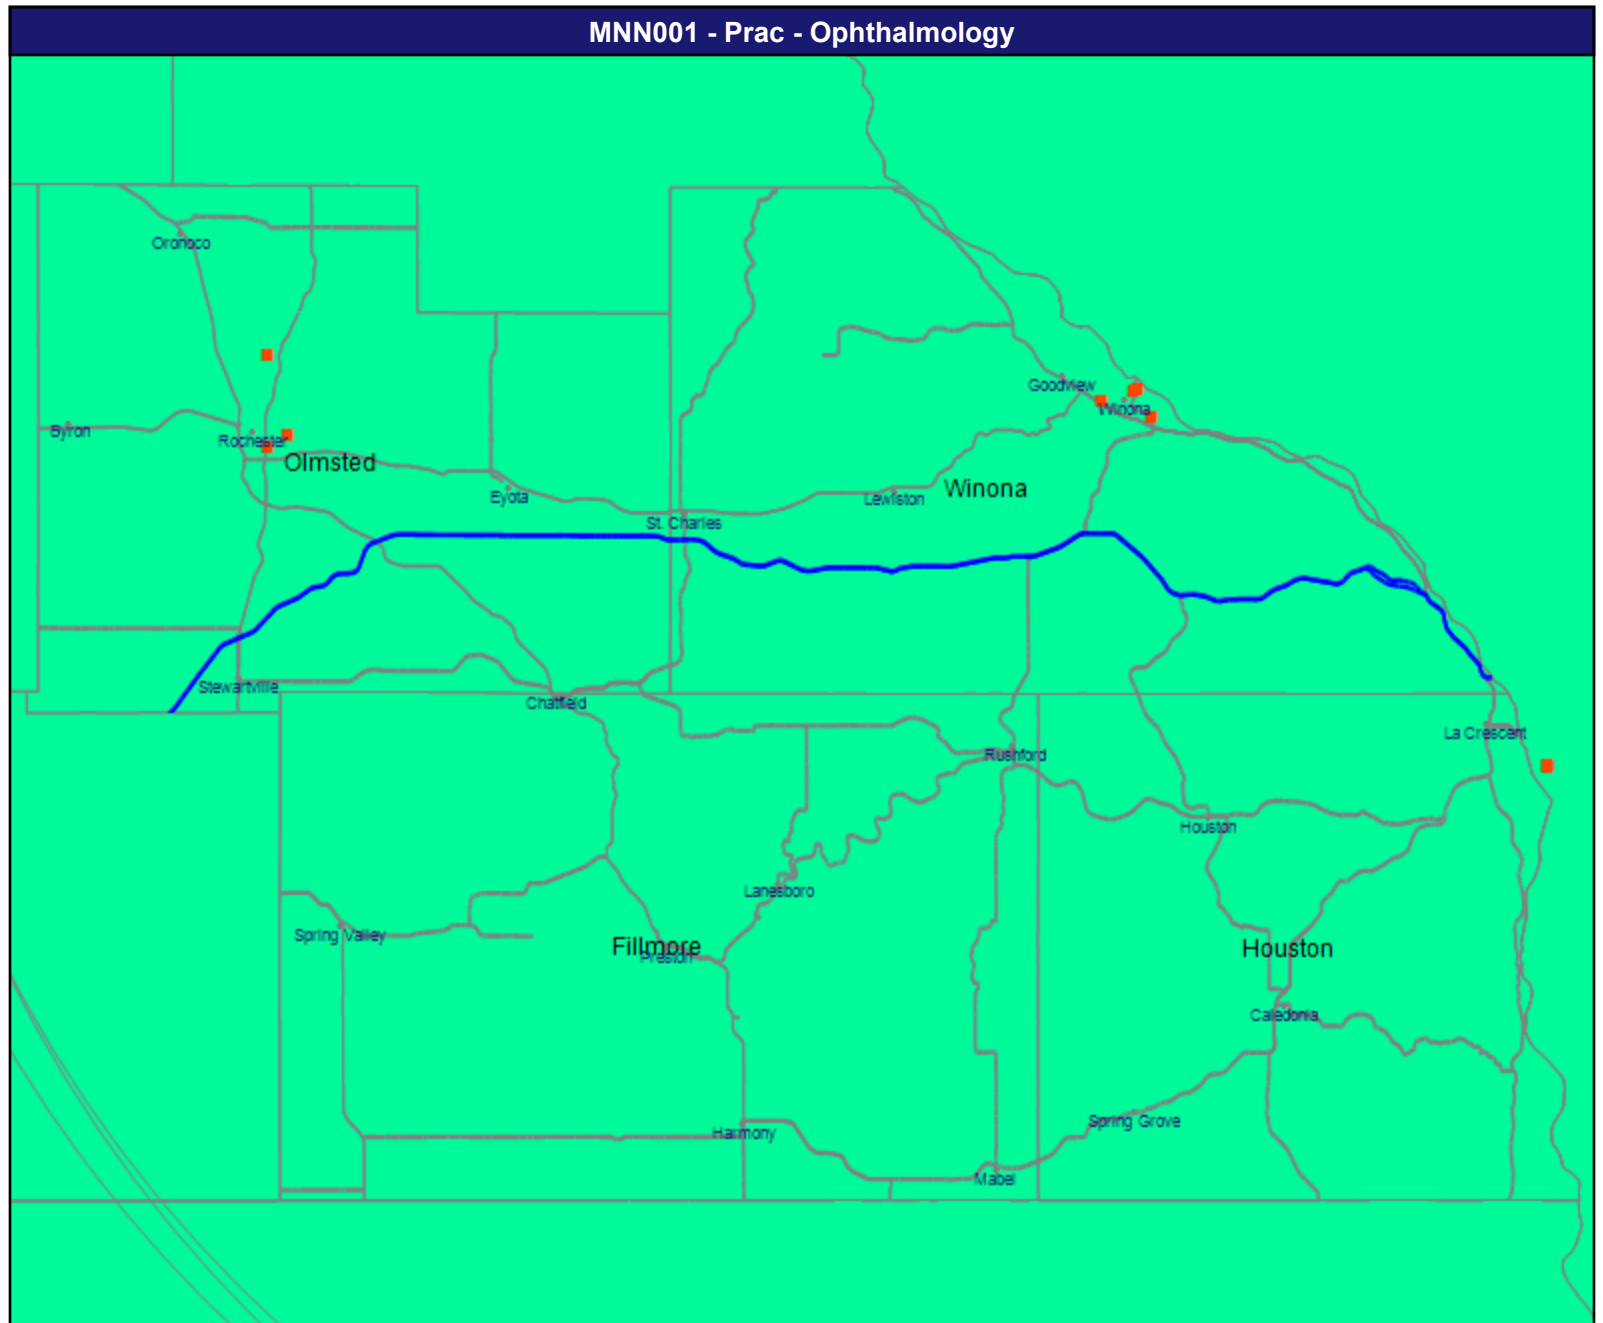 MNN001 - Prac - Ophthalmology
Oronoco
Goodview
Winona
Byron
Rochester
Olmsted
Eyota
Lewiston
Winona
St. Charles
Stewartville
Chatfield
La Crescent
Rushford
Houston
Lanesboro
Spring Valley
Fillmore
Preston
Houston
Caledonia
Spring Grove
Harmony
Mabel